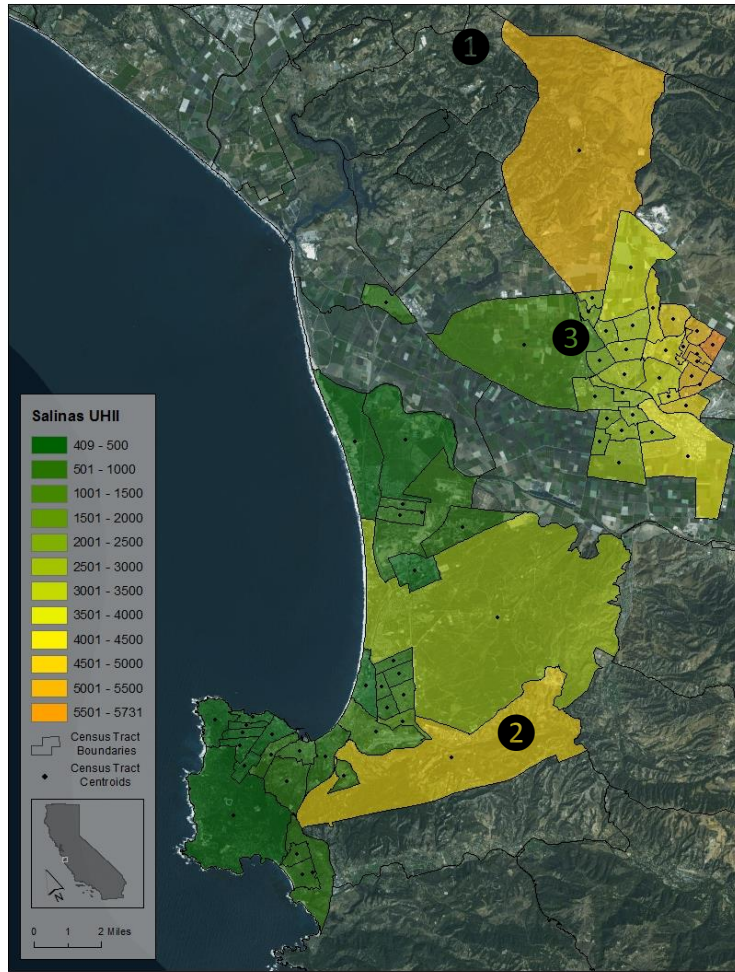 1
3
Salinas UHII
409 - 500
501 - 1000
1001 - 1500
1501 - 2000
2001 - 2500
2501 - 3000
3001 - 3500
3501 - 4000
4001 - 4500
4501 - 5000
5001 - 5500
5501 - 5731
Census Tract
Boundaries
Census Tract
Centroids
N
0 1 2 Miles
2